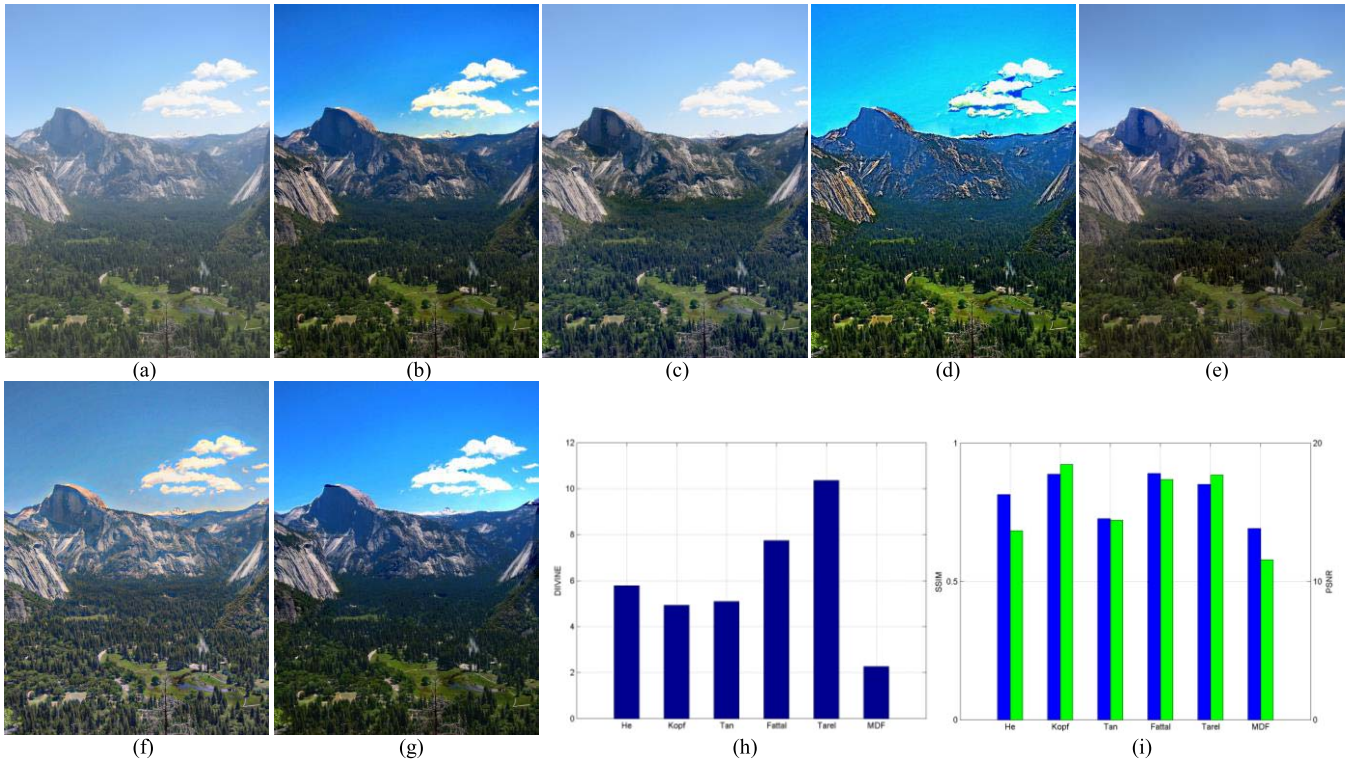 (a) (b) (c) (d) (e)
12
10
8
6
4
2
0
DIIVINE
He Kopf Tan Fattal Tarel MDF
1
0.5
0
SSIM
20
10
0
PSNR
He Kopf Tan Fattal Tarel MDF
(f) (g) (h) (i)